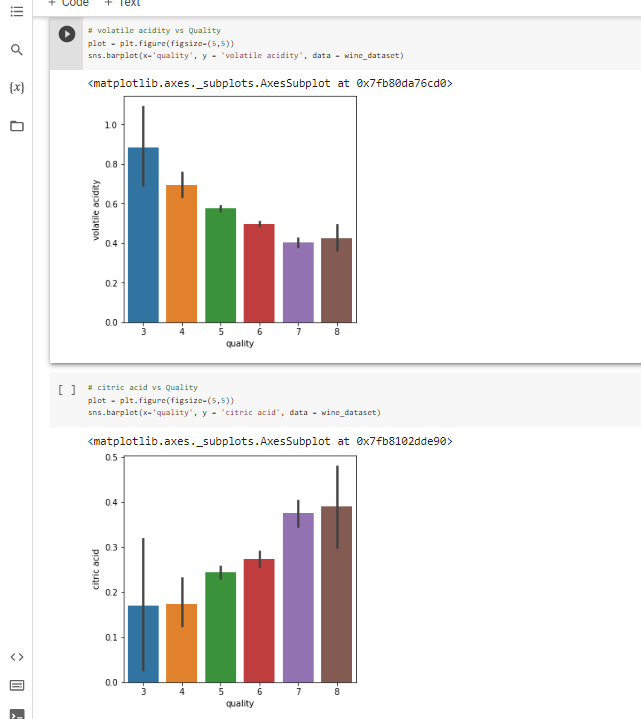 + Code + Text
# volatile acidity vs Quality
plot = plt.figure(figsize=(5,5))
sns.barplot(x='quality', y = 'volatile acidity', data = wine_dataset)
<matplotlib.axes._subplots.AxesSubplot at 0x7fb80da76cd0>
1.0
0.8
0.6
0.4
0.2
0.0
volatile acidity
3 4 5 6 7 8
quality
[ ]
# citric acid vs Quality
plot = plt.figure(figsize=(5,5))
sns.barplot(x='quality', y = 'citric acid', data = wine_dataset)
<matplotlib.axes._subplots.AxesSubplot at 0x7fb8102dde90>
0.5
0.4
0.3
0.2
0.1
0.0
citric acid
3 4 5 6 7 8
quality
{x}
<>